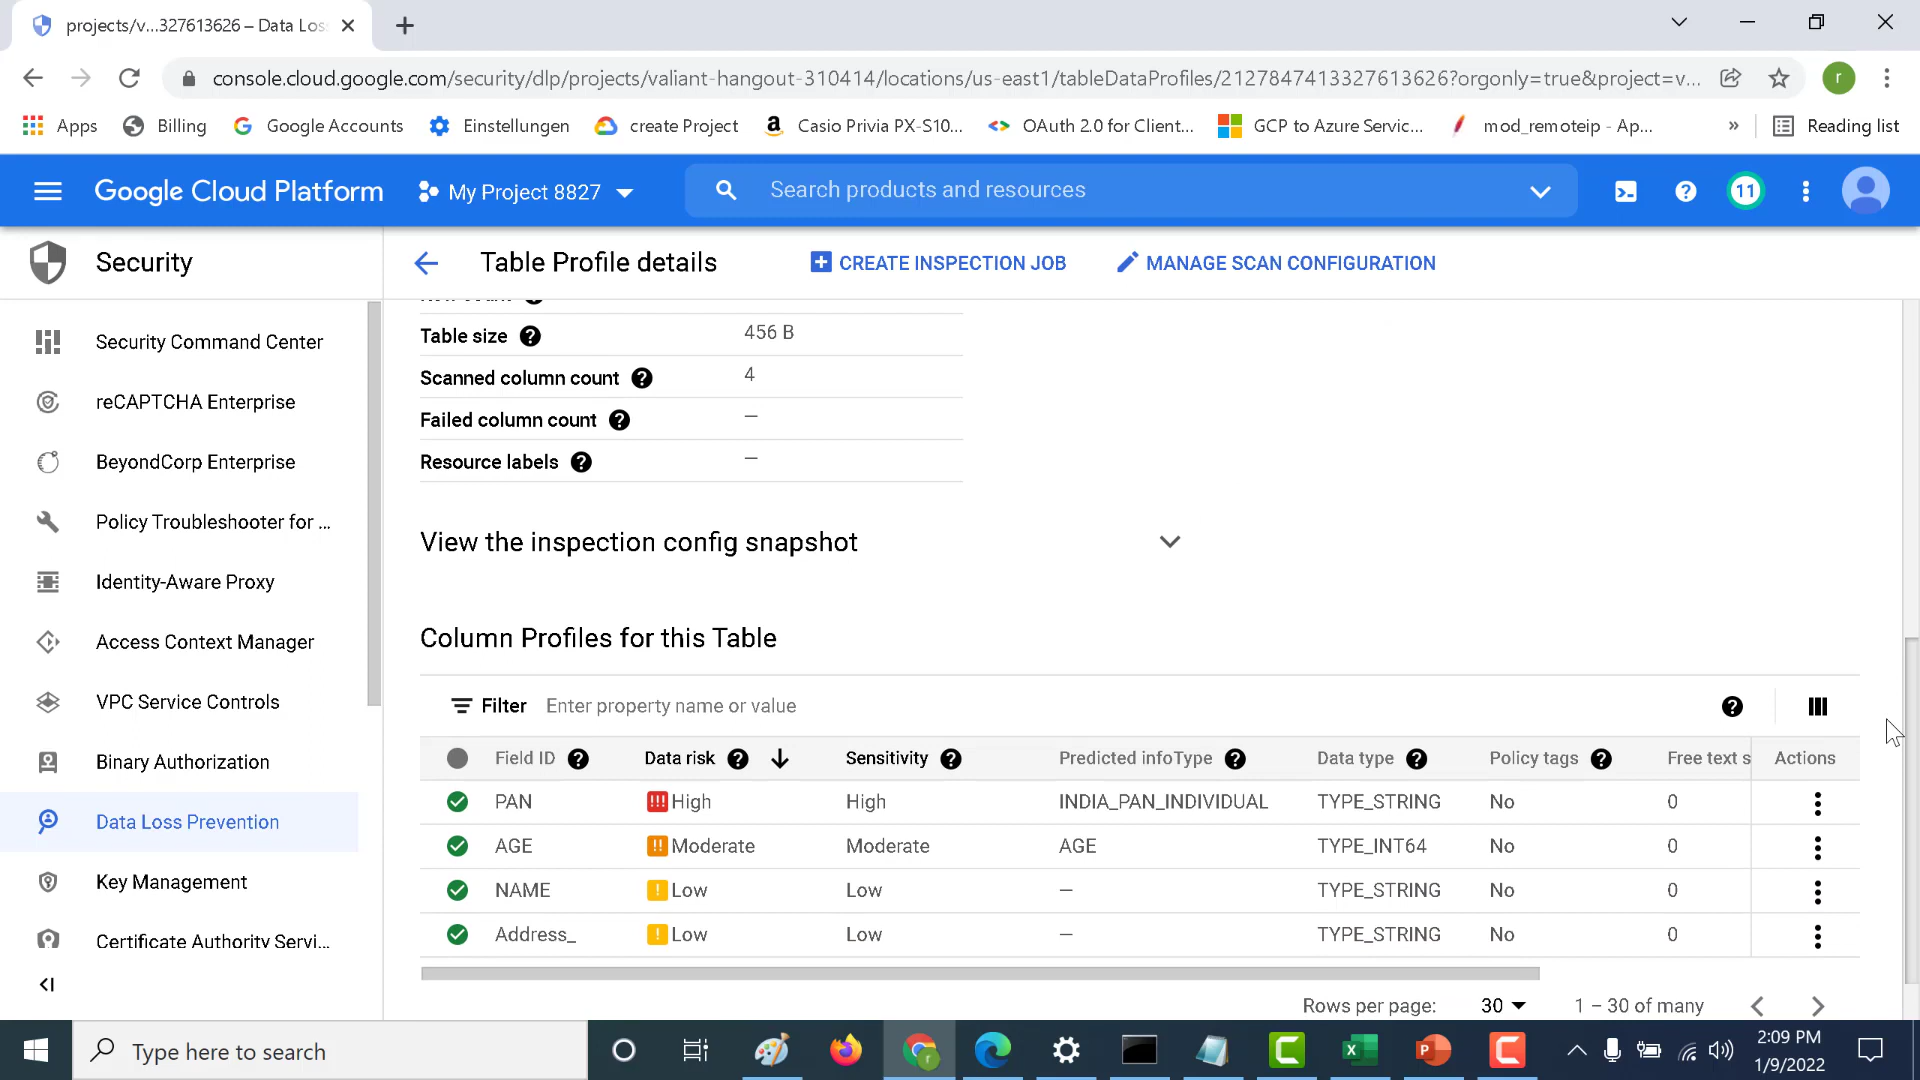 projects/v...327613626 – Data Los
console.cloud.google.com/security/dlp/projects/valiant-hangout-310414/locations/us-east1/tableDataProfiles/2127847413327613626?orgonly=true&project=v...
r
Apps
Billing
Google Accounts
Einstellungen
create Project
Casio Privia PX-S10...
OAuth 2.0 for Client...
GCP to Azure Servic...
mod_remoteip - Ap...
»
Reading list
Google Cloud Platform
My Project 8827
Search products and resources
11
Security
Table Profile details
CREATE INSPECTION JOB
MANAGE SCAN CONFIGURATION
Security Command Center
reCAPTCHA Enterprise
BeyondCorp Enterprise
Policy Troubleshooter for ...
Identity-Aware Proxy
Access Context Manager
VPC Service Controls
Binary Authorization
Data Loss Prevention
Key Management
Certificate Authority Servi...
Table size 456 B
Scanned column count 4
Failed column count —
Resource labels —
View the inspection config snapshot
Column Profiles for this Table
Filter Enter property name or value
Field ID Data risk Sensitivity Predicted infoType Data type Policy tags Free text s Actions
PAN High High INDIA_PAN_INDIVIDUAL TYPE_STRING No 0
AGE Moderate Moderate AGE TYPE_INT64 No 0
NAME Low Low — TYPE_STRING No 0
Address_ Low Low — TYPE_STRING No 0
Rows per page: 30 1 – 30 of many
Type here to search
2:09 PM
1/9/2022